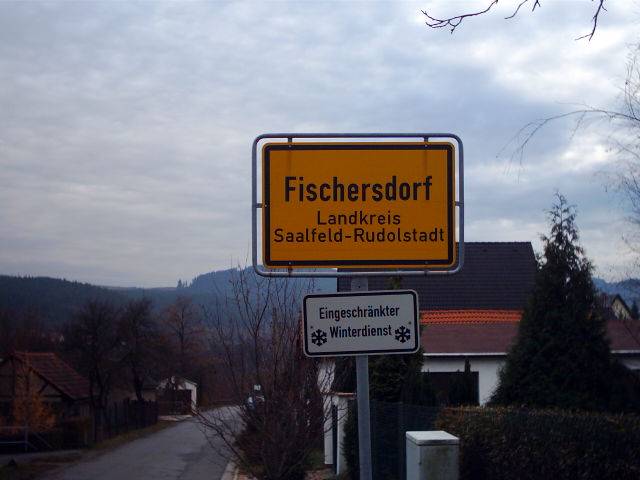 Fischersdorf
Landkreis
Saalfeld-Rudolstadt
Eingeschränkter
Winterdienst